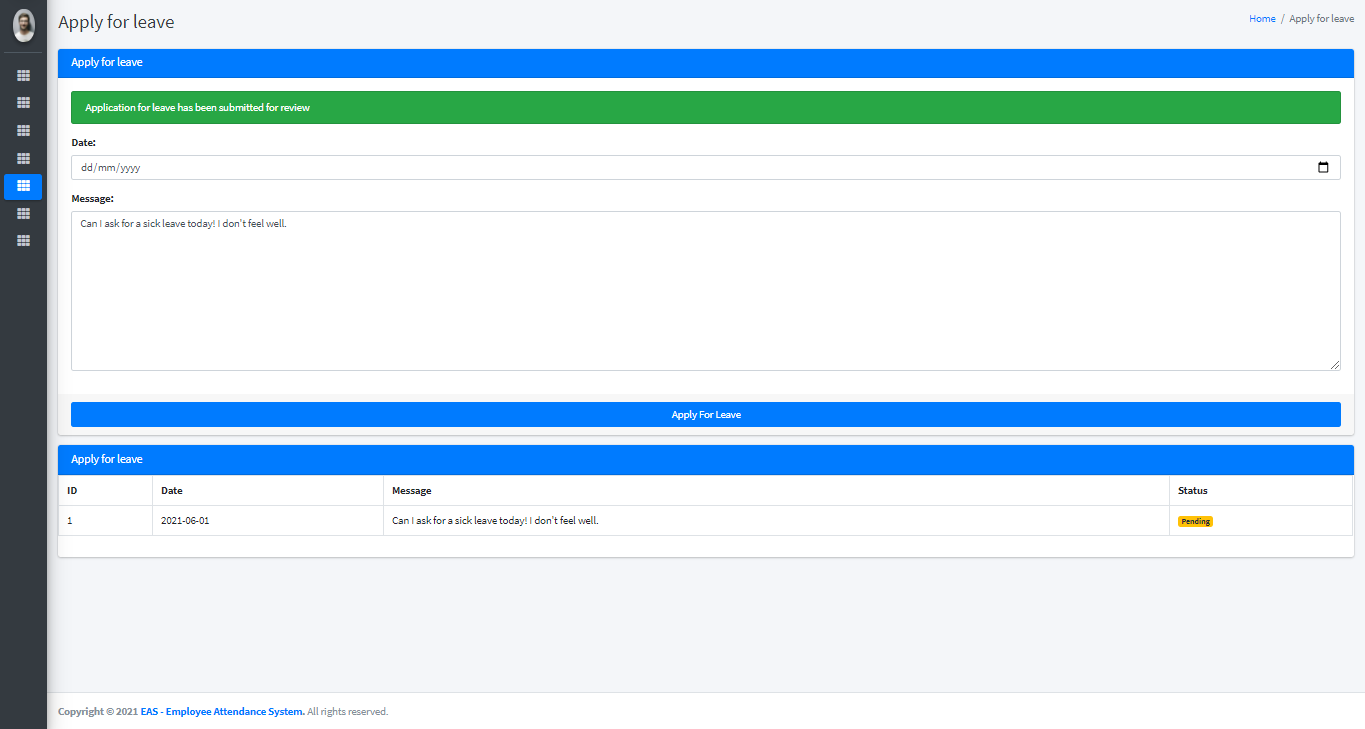 Apply for leave
Home / Apply for leave
Apply for leave
Application for leave has been submitted for review
Date:
dd/mm/yyyy
Message:
Can I ask for a sick leave today! I don't feel well.
Apply For Leave
Apply for leave
ID Date Message Status
1 2021-06-01 Can I ask for a sick leave today! I don't feel well. Pending
Copyright © 2021 EAS - Employee Attendance System. All rights reserved.